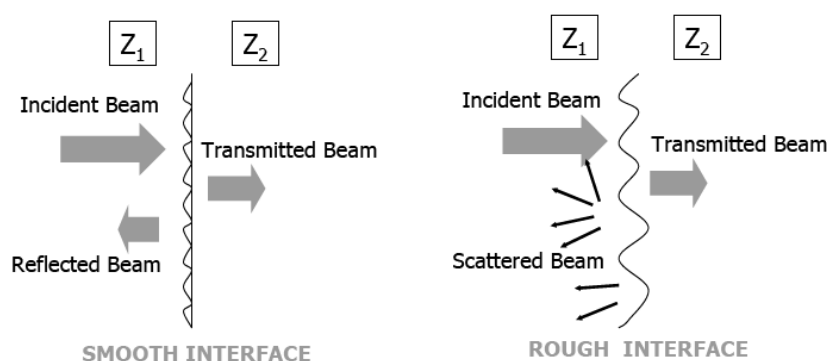 Z1
Z2
Incident Beam
Transmitted Beam
Reflected Beam
SMOOTH INTERFACE
Z1
Z2
Incident Beam
Transmitted Beam
Scattered Beam
ROUGH INTERFACE